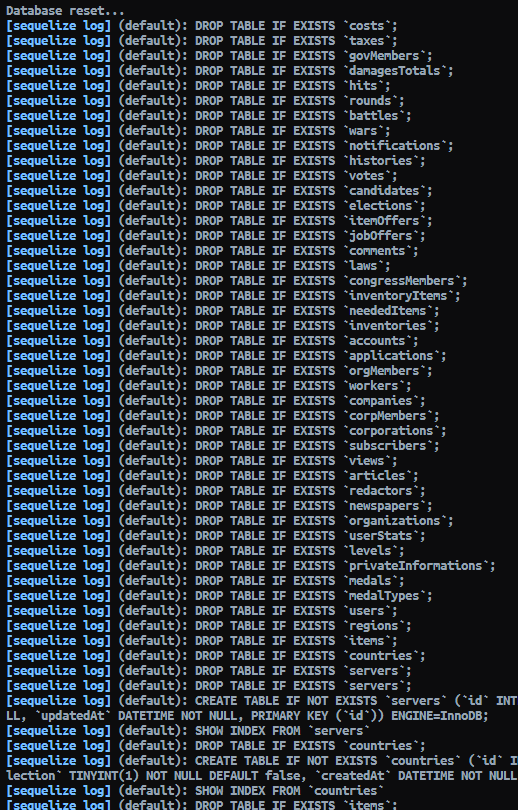 Database reset...
[sequelize log] (default): DROP TABLE IF EXISTS `costs`;
[sequelize log] (default): DROP TABLE IF EXISTS `taxes`;
[sequelize log] (default): DROP TABLE IF EXISTS `govMembers`;
[sequelize log] (default): DROP TABLE IF EXISTS `damagesTotals`;
[sequelize log] (default): DROP TABLE IF EXISTS `hits`;
[sequelize log] (default): DROP TABLE IF EXISTS `rounds`;
[sequelize log] (default): DROP TABLE IF EXISTS `battles`;
[sequelize log] (default): DROP TABLE IF EXISTS `wars`;
[sequelize log] (default): DROP TABLE IF EXISTS `notifications`;
[sequelize log] (default): DROP TABLE IF EXISTS `histories`;
[sequelize log] (default): DROP TABLE IF EXISTS `votes`;
[sequelize log] (default): DROP TABLE IF EXISTS `candidates`;
[sequelize log] (default): DROP TABLE IF EXISTS `elections`;
[sequelize log] (default): DROP TABLE IF EXISTS `itemOffers`;
[sequelize log] (default): DROP TABLE IF EXISTS `jobOffers`;
[sequelize log] (default): DROP TABLE IF EXISTS `comments`;
[sequelize log] (default): DROP TABLE IF EXISTS `laws`;
[sequelize log] (default): DROP TABLE IF EXISTS `congressMembers`;
[sequelize log] (default): DROP TABLE IF EXISTS `inventoryItems`;
[sequelize log] (default): DROP TABLE IF EXISTS `neededItems`;
[sequelize log] (default): DROP TABLE IF EXISTS `inventories`;
[sequelize log] (default): DROP TABLE IF EXISTS `accounts`;
[sequelize log] (default): DROP TABLE IF EXISTS `applications`;
[sequelize log] (default): DROP TABLE IF EXISTS `orgMembers`;
[sequelize log] (default): DROP TABLE IF EXISTS `workers`;
[sequelize log] (default): DROP TABLE IF EXISTS `companies`;
[sequelize log] (default): DROP TABLE IF EXISTS `corpMembers`;
[sequelize log] (default): DROP TABLE IF EXISTS `corporations`;
[sequelize log] (default): DROP TABLE IF EXISTS `subscribers`;
[sequelize log] (default): DROP TABLE IF EXISTS `views`;
[sequelize log] (default): DROP TABLE IF EXISTS `articles`;
[sequelize log] (default): DROP TABLE IF EXISTS `redactors`;
[sequelize log] (default): DROP TABLE IF EXISTS `newspapers`;
[sequelize log] (default): DROP TABLE IF EXISTS `organizations`;
[sequelize log] (default): DROP TABLE IF EXISTS `userStats`;
[sequelize log] (default): DROP TABLE IF EXISTS `levels`;
[sequelize log] (default): DROP TABLE IF EXISTS `privateInformations`;
[sequelize log] (default): DROP TABLE IF EXISTS `medals`;
[sequelize log] (default): DROP TABLE IF EXISTS `medalTypes`;
[sequelize log] (default): DROP TABLE IF EXISTS `users`;
[sequelize log] (default): DROP TABLE IF EXISTS `regions`;
[sequelize log] (default): DROP TABLE IF EXISTS `items`;
[sequelize log] (default): DROP TABLE IF EXISTS `countries`;
[sequelize log] (default): DROP TABLE IF EXISTS `servers`;
[sequelize log] (default): DROP TABLE IF EXISTS `servers`;
[sequelize log] (default): CREATE TABLE IF NOT EXISTS `servers` (`id` INT
LL, `updatedAt` DATETIME NOT NULL, PRIMARY KEY (`id`)) ENGINE=InnoDB;
[sequelize log] (default): SHOW INDEX FROM `servers`
[sequelize log] (default): DROP TABLE IF EXISTS `countries`;
[sequelize log] (default): CREATE TABLE IF NOT EXISTS `countries` (`id` I
lection` TINYINT(1) NOT NULL DEFAULT false, `createdAt` DATETIME NOT NULL
[sequelize log] (default): SHOW INDEX FROM `countries`
[sequelize log] (default): DROP TABLE IF EXISTS `items`;